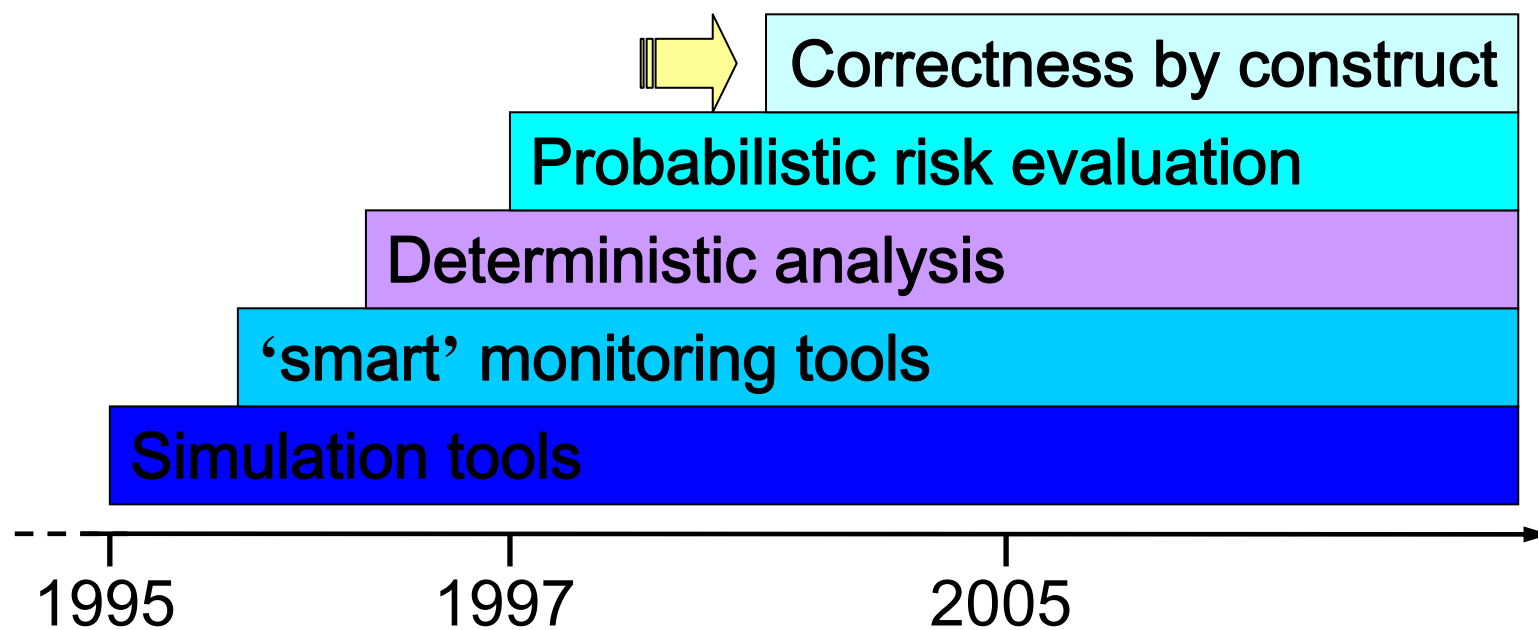 Correctness by construct
Probabilistic risk evaluation
Deterministic analysis
‘smart’ monitoring tools
Simulation tools
1995 1997 2005